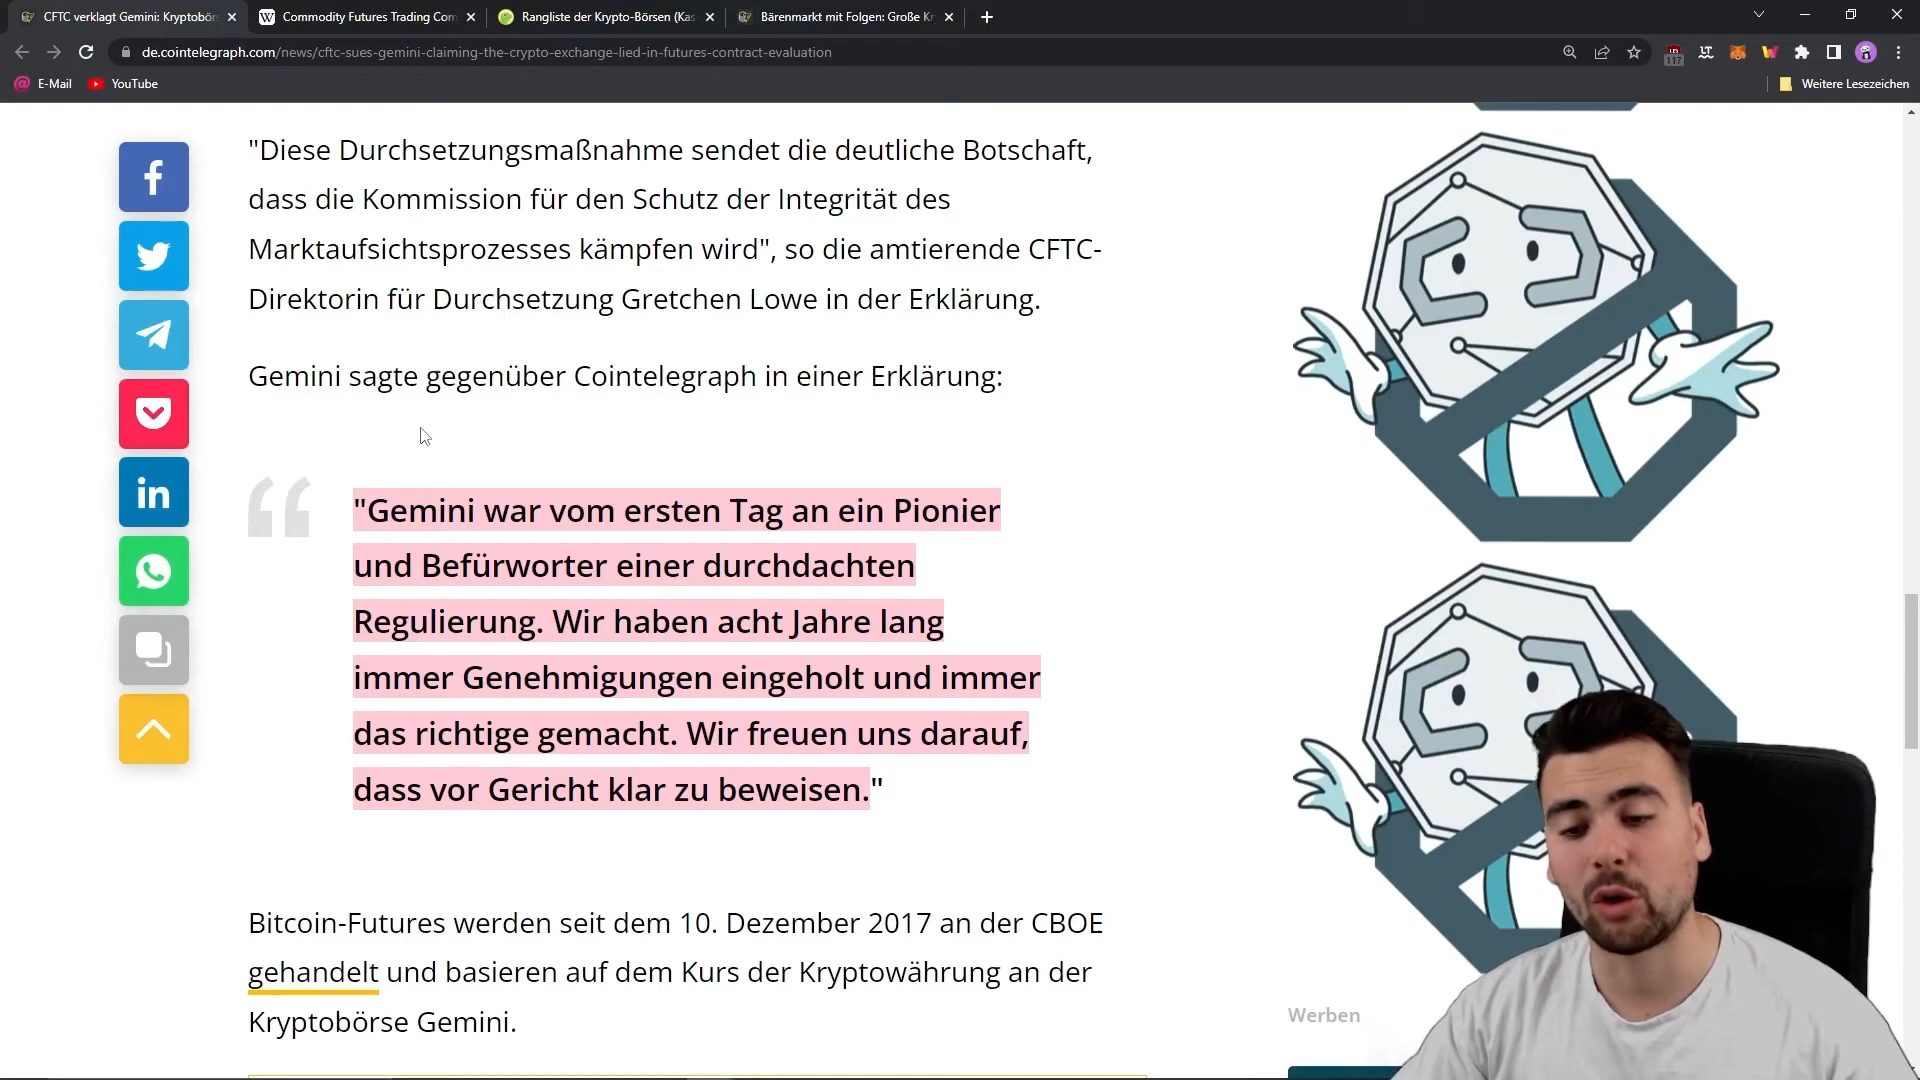 CFTC verklagt Gemini: Kryptobör
Commodity Futures Trading Com
Rangliste der Krypto-Börsen (Kas
Bärenmarkt mit Folgen: Große Kr
de.cointelegraph.com/news/cftc-sues-gemini-claiming-the-crypto-exchange-lied-in-futures-contract-evaluation
117
E-Mail
YouTube
Weitere Lesezeichen
"Diese Durchsetzungsmaßnahme sendet die deutliche Botschaft,
dass die Kommission für den Schutz der Integrität des
Marktaufsichtsprozesses kämpfen wird", so die amtierende CFTC-
Direktorin für Durchsetzung Gretchen Lowe in der Erklärung.
Gemini sagte gegenüber Cointelegraph in einer Erklärung:
"Gemini war vom ersten Tag an ein Pionier
und Befürworter einer durchdachten
Regulierung. Wir haben acht Jahre lang
immer Genehmigungen eingeholt und immer
das richtige gemacht. Wir freuen uns darauf,
dass vor Gericht klar zu beweisen."
Bitcoin-Futures werden seit dem 10. Dezember 2017 an der CBOE
gehandelt und basieren auf dem Kurs der Kryptowährung an der
Kryptobörse Gemini.
Werben